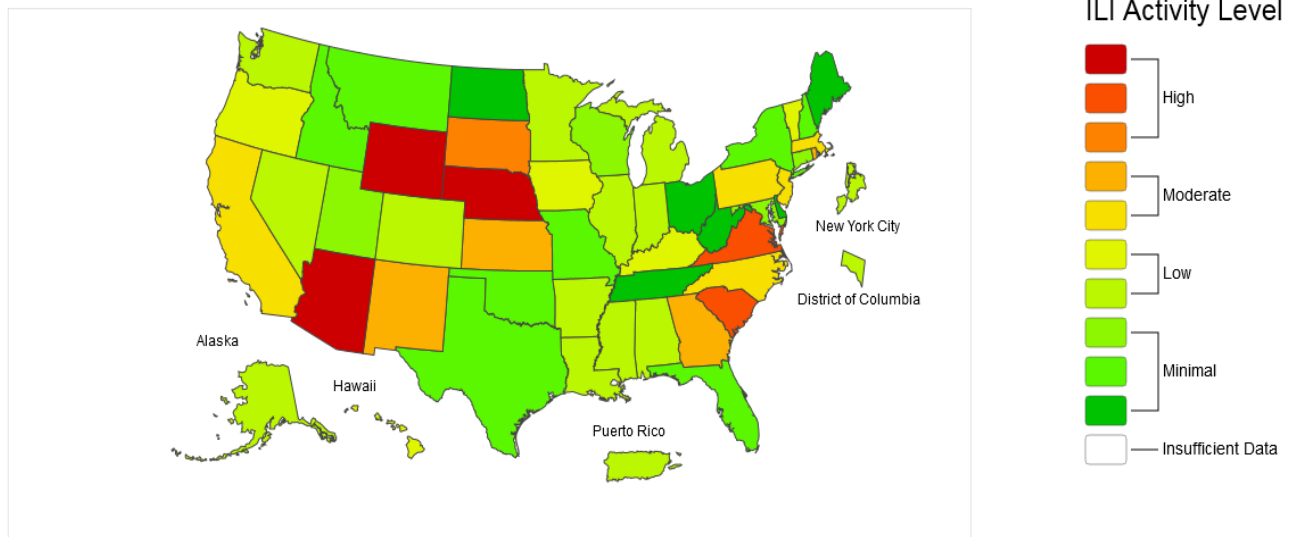 ILI Activity Level
High
Moderate
New York City
Low
District of Columbia
Alaska
Minimal
Hawaii
Puerto Rico
Insufficient Data